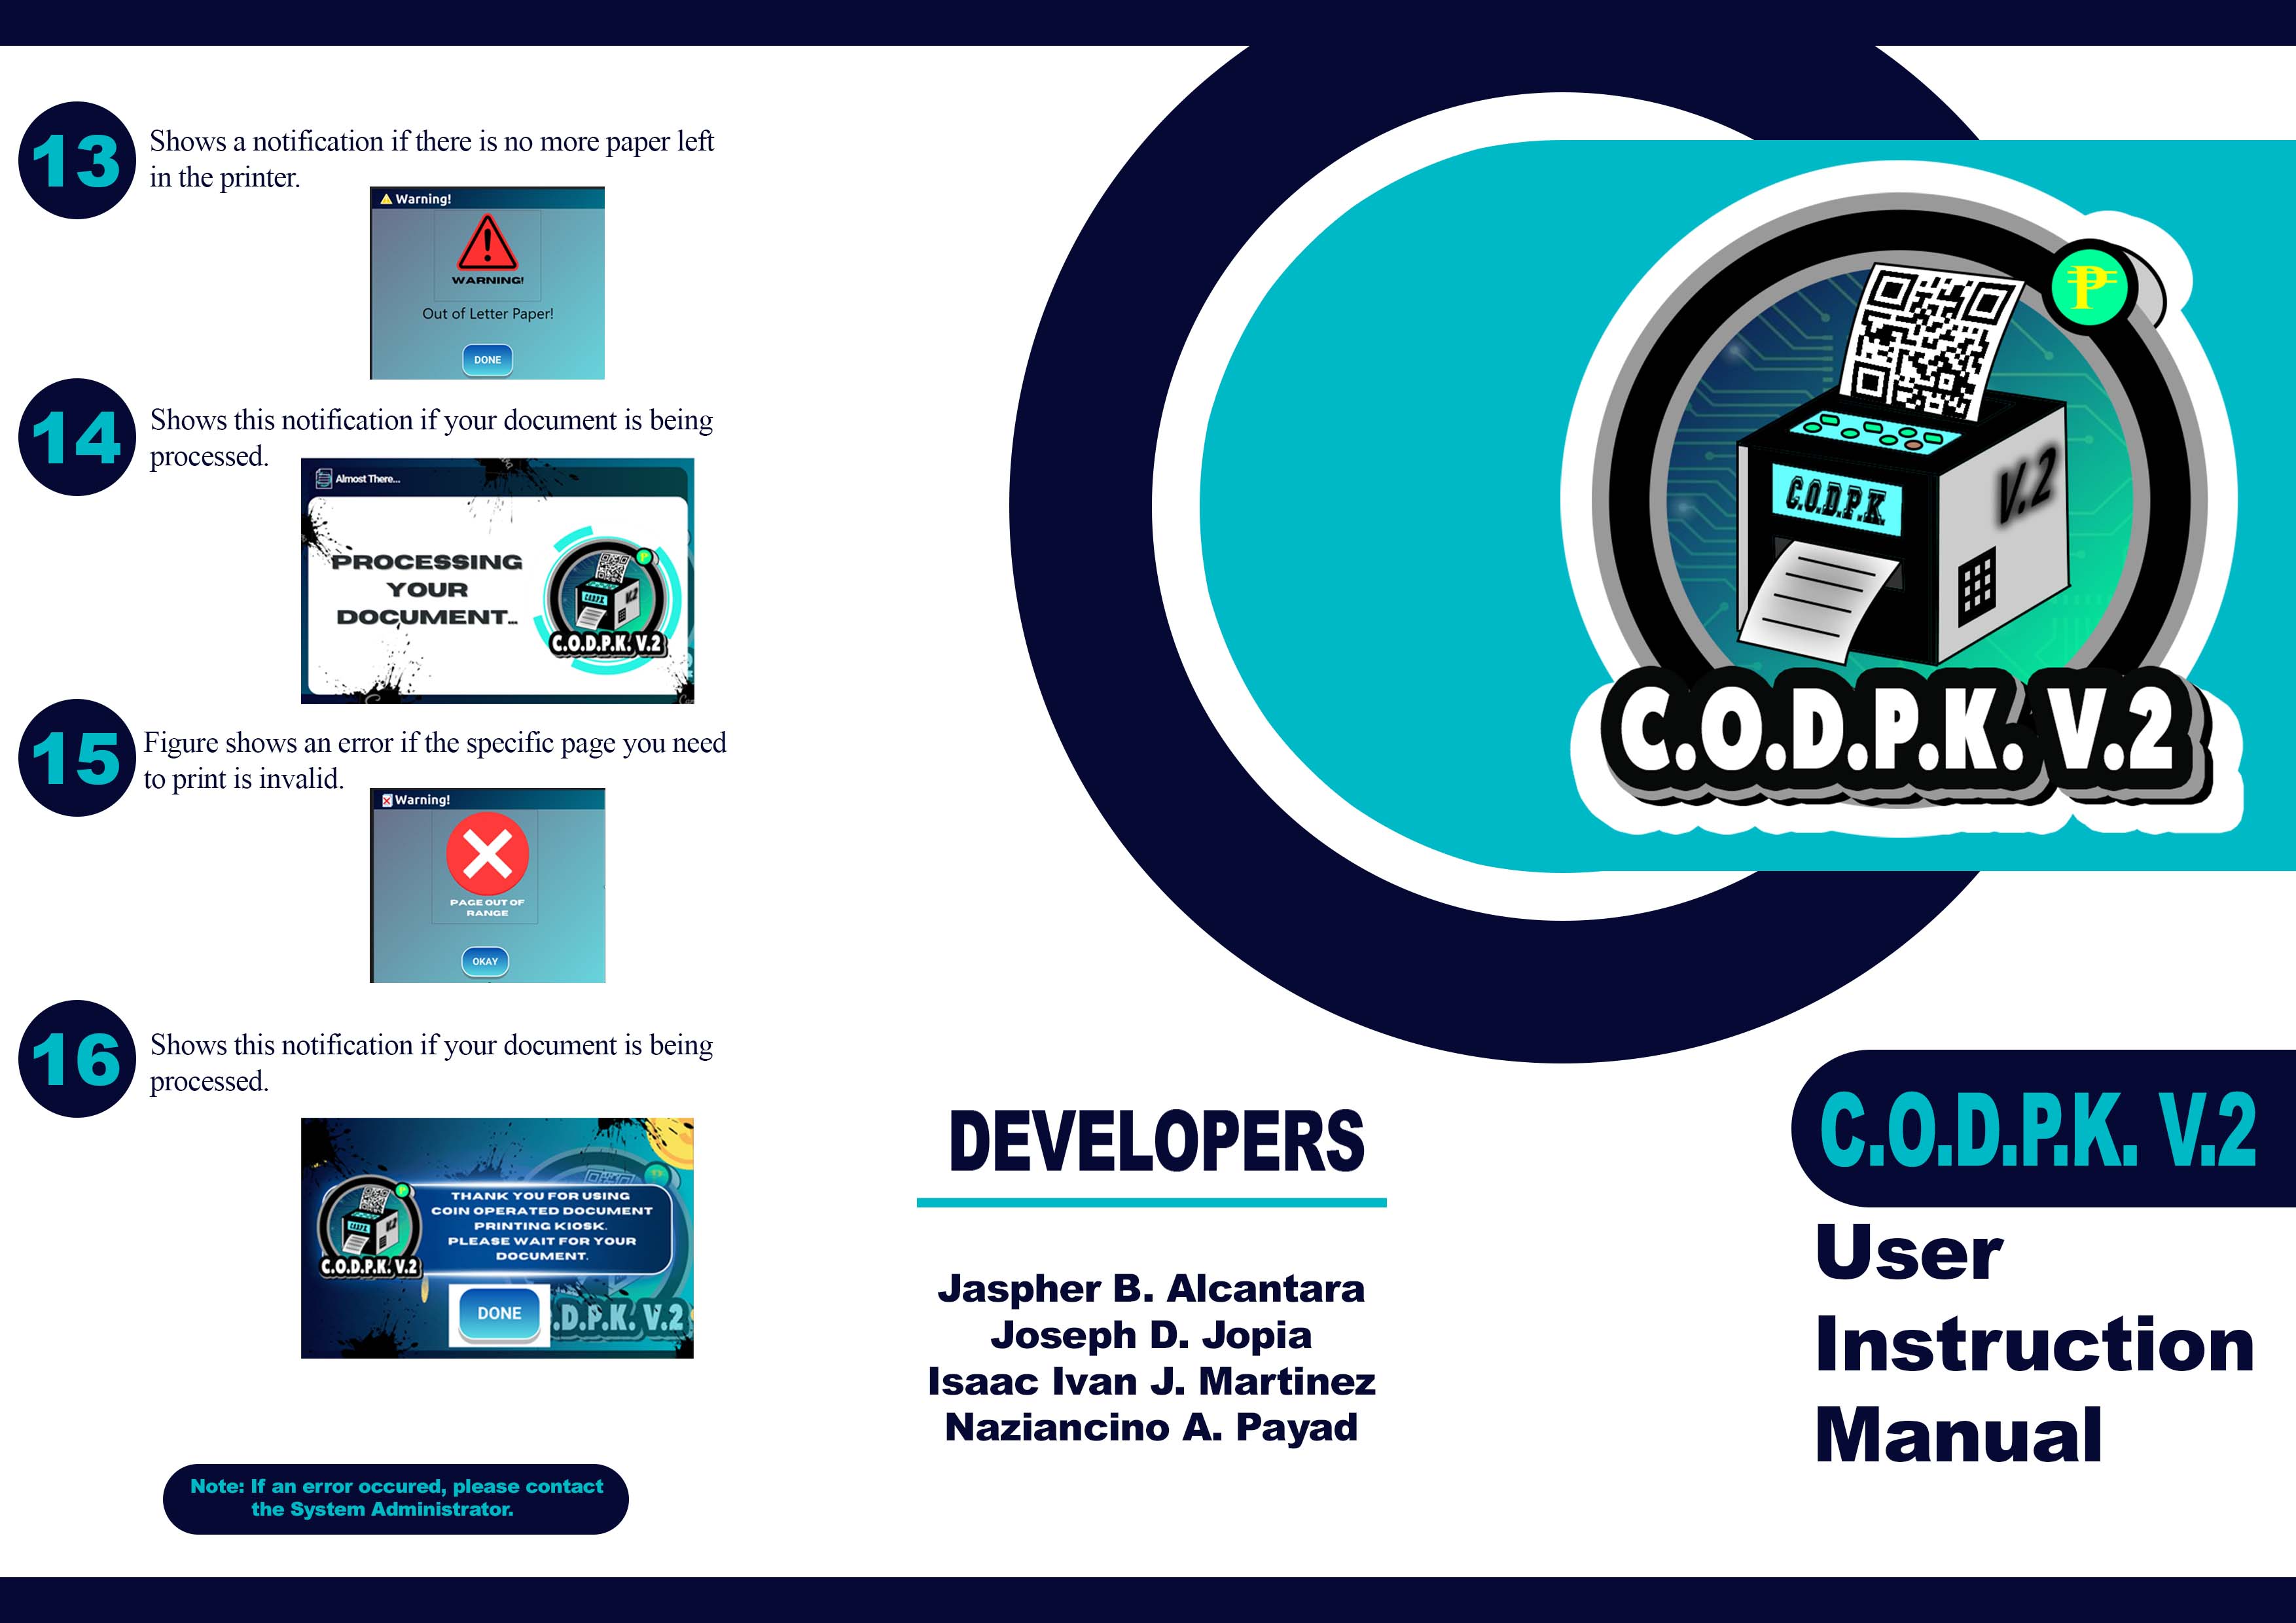 13
Shows a notification if there is no more paper left
in the printer.
Warning!
WARNING!
Out of Letter Paper!
DONE
14
Shows this notification if your document is being
processed.
Almost There...
PROCESSING
YOUR
DOCUMENT...
C.O.D.P.K
V.2
C.O.D.P.K. V.2
15
Figure shows an error if the specific page you need
to print is invalid.
Warning!
PAGE OUT OF
RANGE
OKAY
16
Shows this notification if your document is being
processed.
THANK YOU FOR USING
COIN OPERATED DOCUMENT
PRINTING KIOSK.
PLEASE WAIT FOR YOUR
DOCUMENT.
C.O.D.P.K
V.2
C.O.D.P.K. V.2
DONE
.D.P.K. V.2
Note: If an error occured, please contact
the System Administrator.
DEVELOPERS
Jaspher B. Alcantara
Joseph D. Jopia
Isaac Ivan J. Martinez
Naziancino A. Payad
₱
C.O.D.P.K
V.2
C.O.D.P.K. V.2
C.O.D.P.K. V.2
User
Instruction
Manual